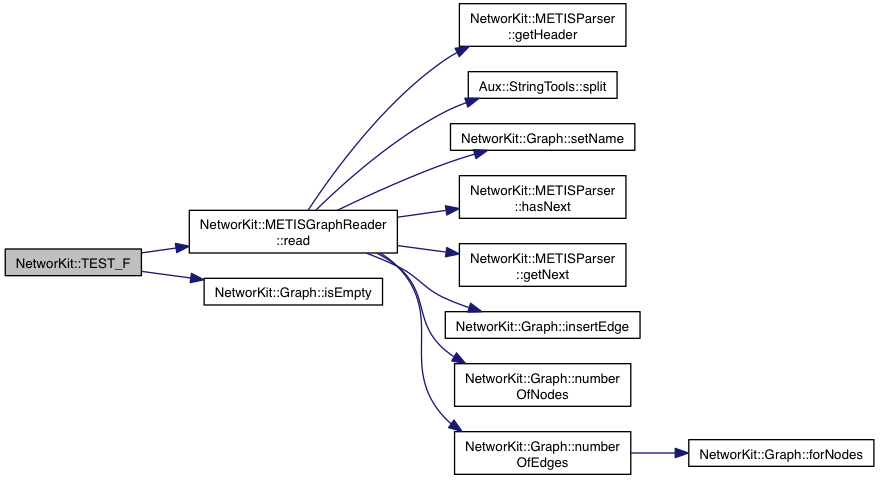 NetworKit::METISParser
::getHeader
Aux::StringTools::split
NetworKit::Graph::setName
NetworKit::METISParser
::hasNext
NetworKit::METISGraphReader
::read
NetworKit::TEST_F
NetworKit::METISParser
::getNext
NetworKit::Graph::isEmpty
NetworKit::Graph::insertEdge
NetworKit::Graph::number
OfNodes
NetworKit::Graph::number
OfEdges
NetworKit::Graph::forNodes